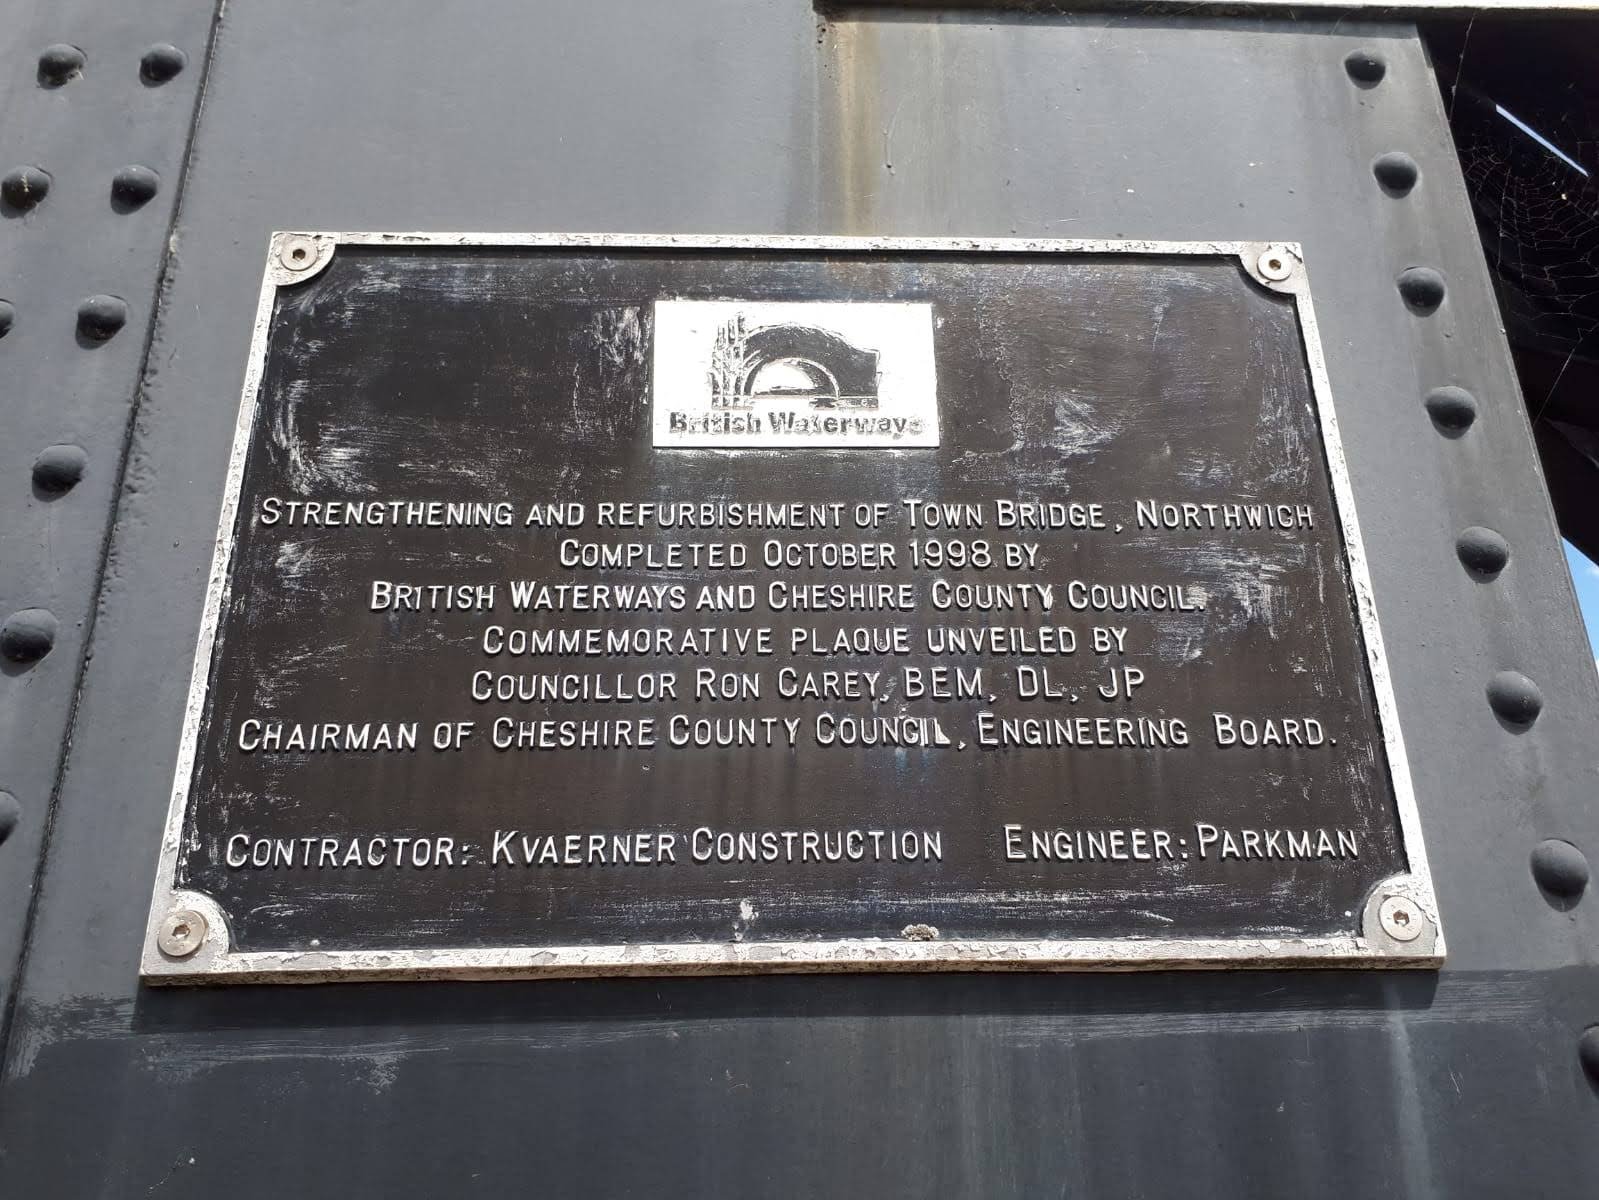 British Waterways
STRENGTHENING AND REFURBISHMENT OF TOWN BRIDGE, NORTHWICH
COMPLETED OCTOBER 1998 BY
BRITISH WATERWAYS AND CHESHIRE COUNTY COUNCIL.
COMMEMORATIVE PLAQUE UNVEILED BY
COUNCILLOR RON CAREY, BEM, DL, JP
CHAIRMAN OF CHESHIRE COUNTY COUNCIL, ENGINEERING BOARD.
CONTRACTOR: KVAERNER CONSTRUCTION ENGINEER: PARKMAN